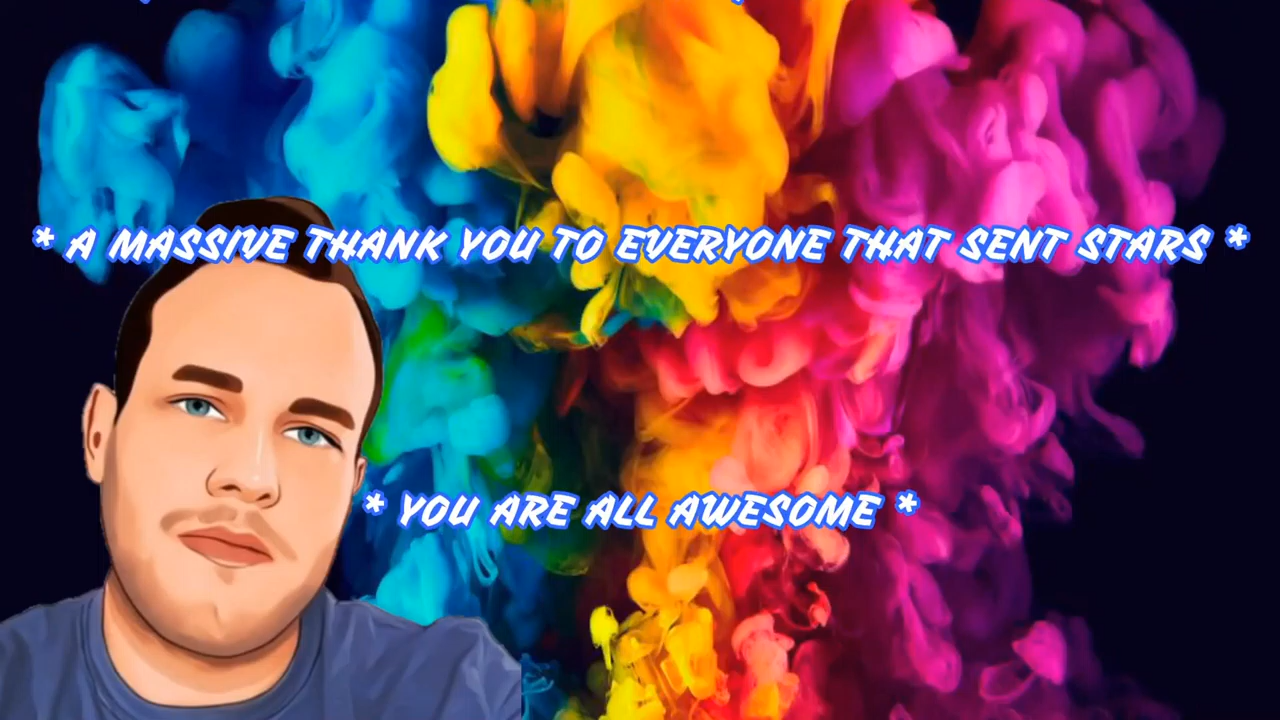 * A MASSIVE THANK YOU TO EVERYONE THAT SENT STARS *
* YOU ARE ALL AWESOME *